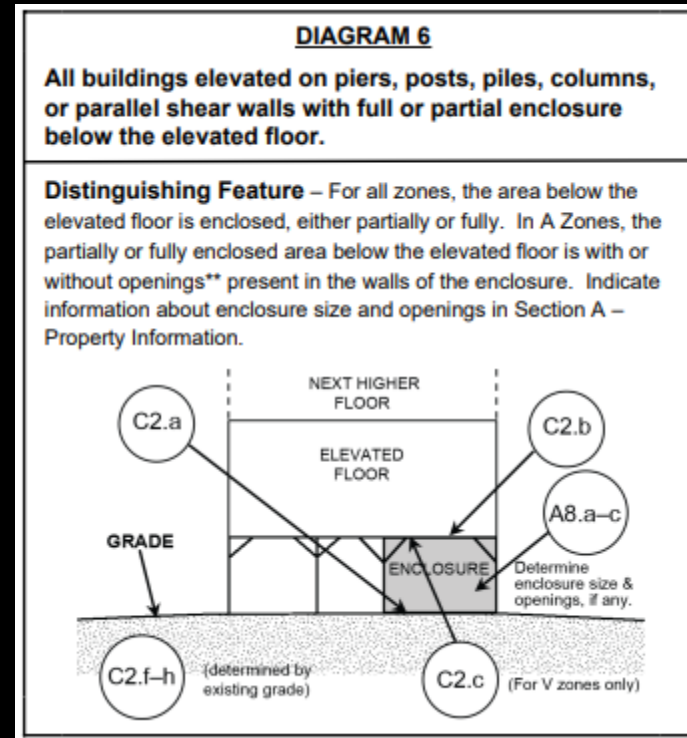 DIAGRAM 6
All buildings elevated on piers, posts, piles, columns,
or parallel shear walls with full or partial enclosure
below the elevated floor.
Distinguishing Feature – For all zones, the area below the
elevated floor is enclosed, either partially or fully. In A Zones, the
partially or fully enclosed area below the elevated floor is with or
without openings** present in the walls of the enclosure. Indicate
information about enclosure size and openings in Section A –
Property Information.
NEXT HIGHER
FLOOR
C2.a
C2.b
ELEVATED
FLOOR
A8.a–c
GRADE
ENCLOSURE
Determine
enclosure size &
openings, if any.
C2.f–h
(determined by
existing grade)
C2.c
(For V zones only)